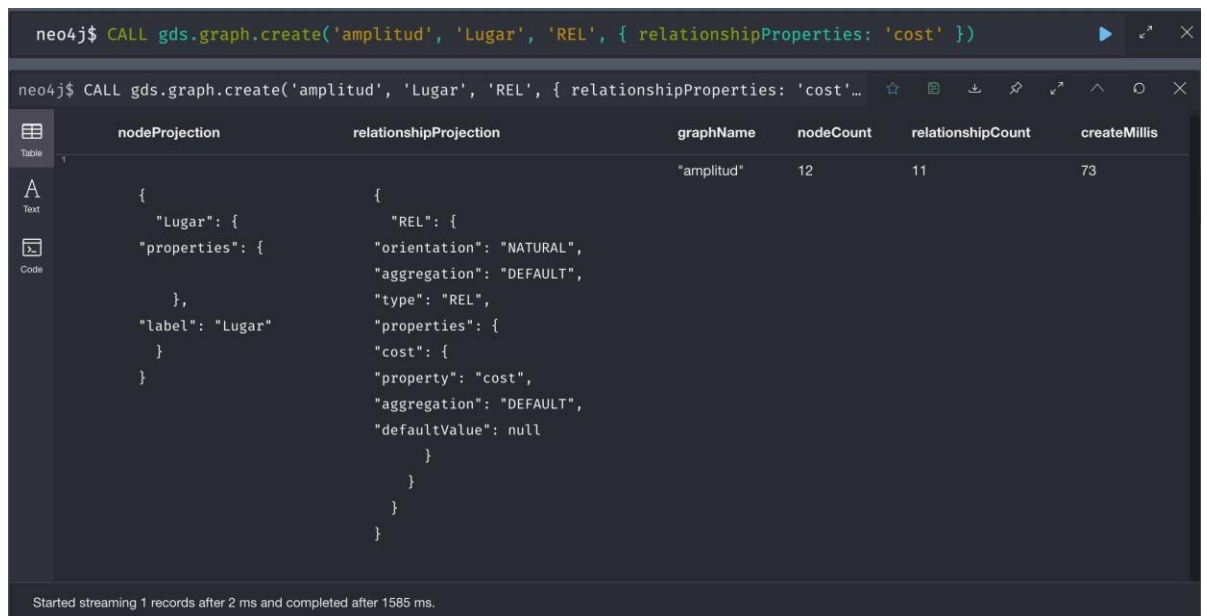 neo4j$ CALL gds.graph.create('amplitud', 'Lugar', 'REL', { relationshipProperties: 'cost' })
neo4j$ CALL gds.graph.create('amplitud', 'Lugar', 'REL', { relationshipProperties: 'cost'…
Table
Text
Code
nodeProjection relationshipProjection graphName nodeCount relationshipCount createMillis
1
"amplitud" 12 11 73
{ {
"Lugar": { "REL": {
"properties": { "orientation": "NATURAL",
"aggregation": "DEFAULT",
}, "type": "REL",
"label": "Lugar" "properties": {
} "cost": {
} "property": "cost",
"aggregation": "DEFAULT",
"defaultValue": null
}
}
}
}
Started streaming 1 records after 2 ms and completed after 1585 ms.